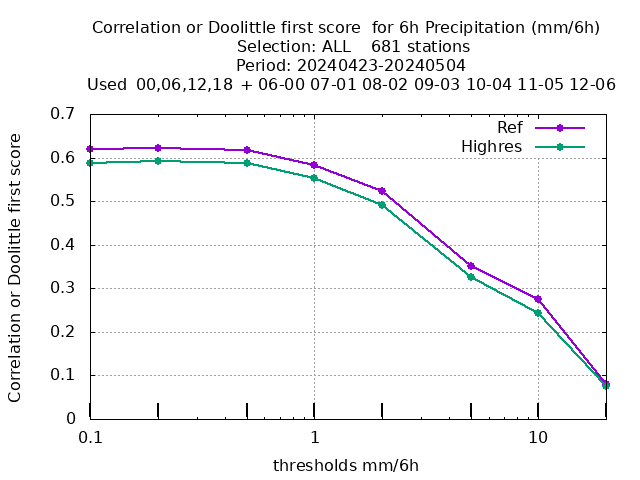 Correlation or Doolittle first score  for 6h Precipitation (mm/6h)
Selection: ALL    681 stations
Period: 20240423-20240504
Used  00,06,12,18  + 06-00 07-01 08-02 09-03 10-04 11-05 12-06
Correlation or Doolittle first score
0.7
0.6
0.5
0.4
0.3
0.2
0.1
0
Ref
Highres
0.1
1
10
thresholds mm/6h